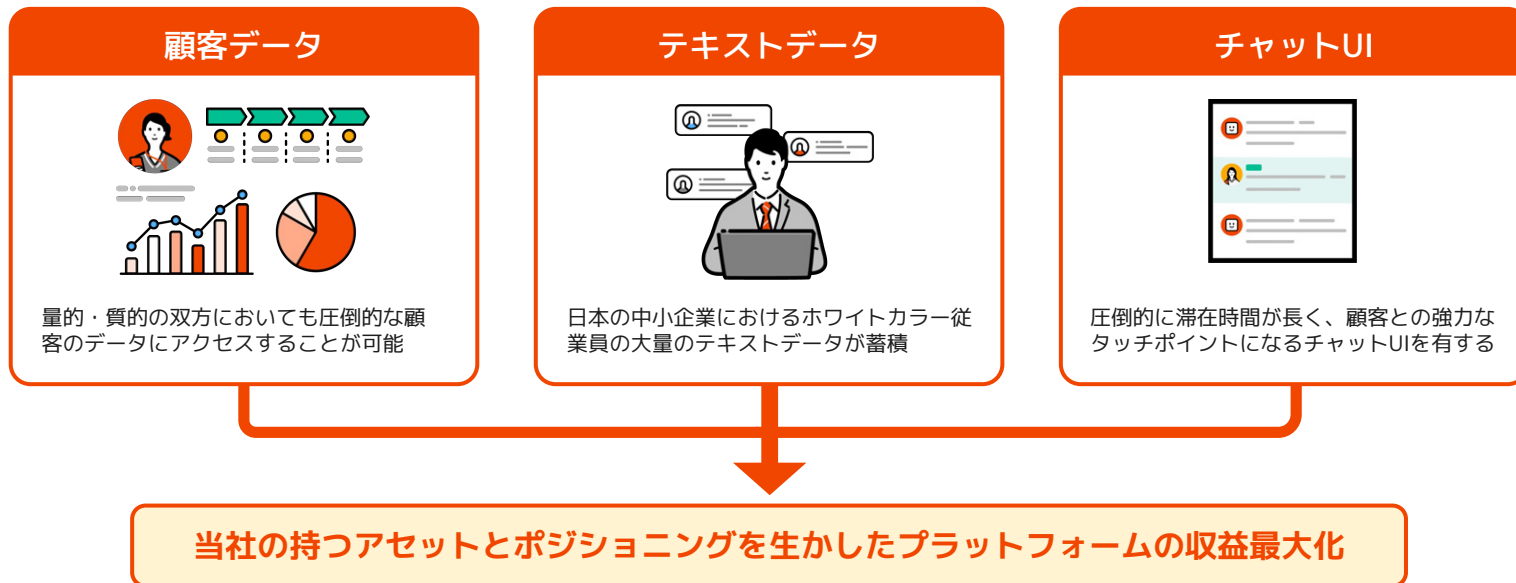 顧客データ
量的・質的の双方においても圧倒的な顧
客のデータにアクセスすることが可能
テキストデータ
日本の中小企業におけるホワイトカラー従
業員の大量のテキストデータが蓄積
チャットUI
圧倒的に滞在時間が長く、顧客との強力な
タッチポイントになるチャットUIを有する
当社の持つアセットとポジショニングを生かしたプラットフォームの収益最大化